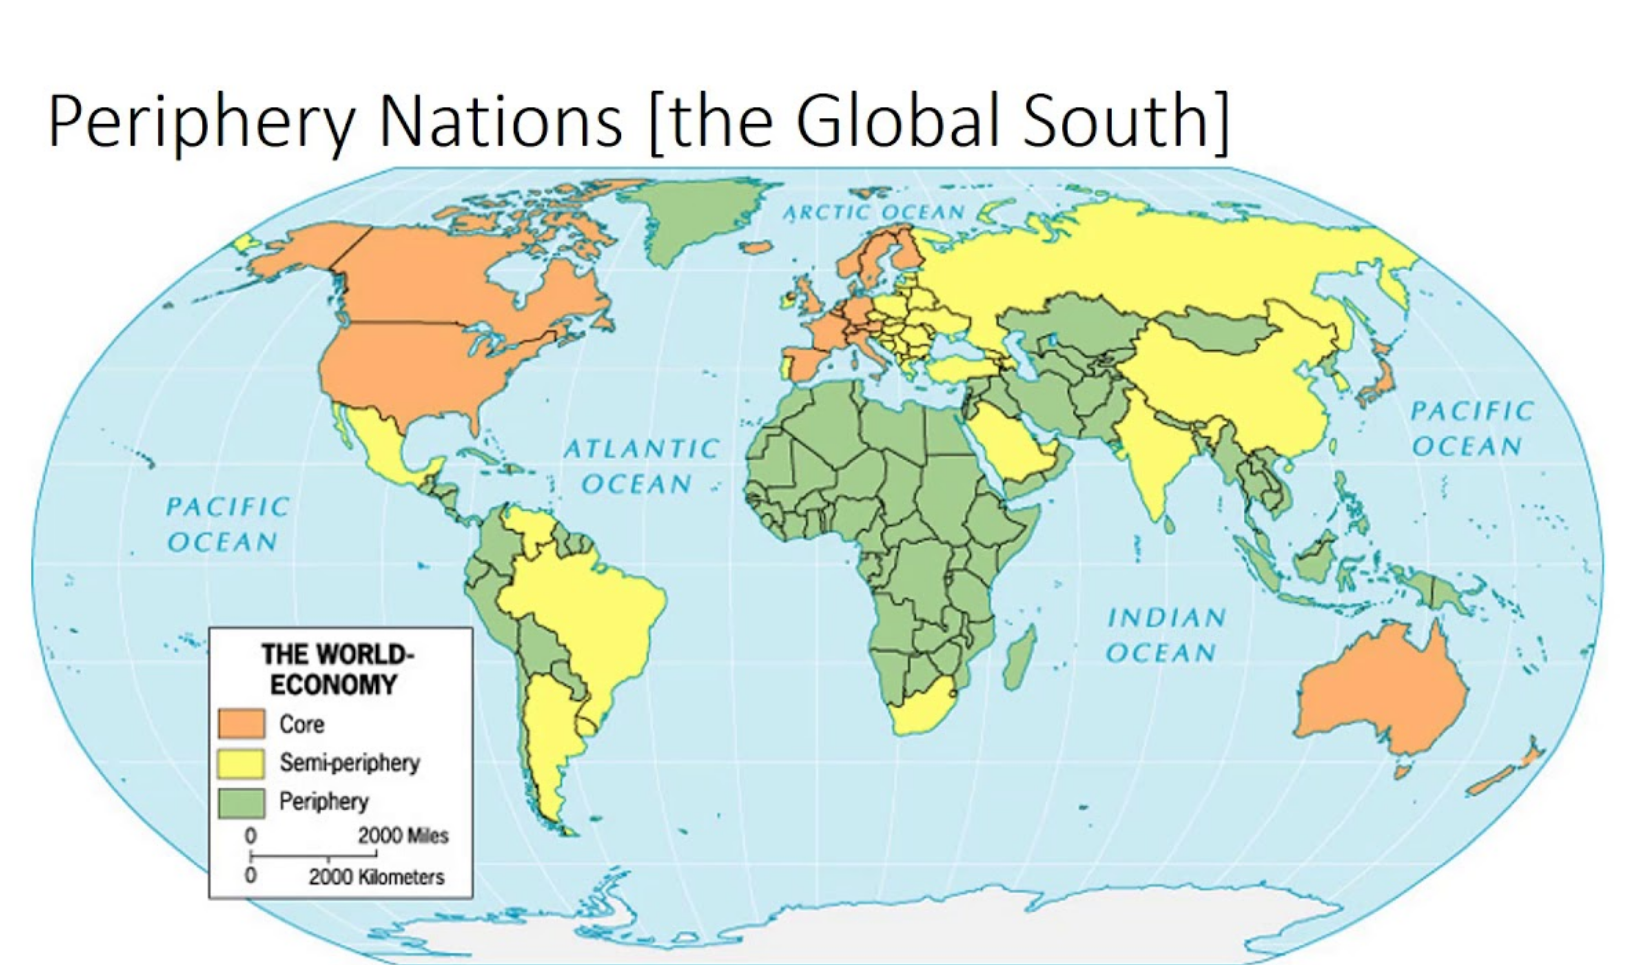 Periphery Nations [the Global South]
ARCTIC OCEAN
ATLANTIC
OCEAN
PACIFIC
OCEAN
PACIFIC
OCEAN
INDIAN
OCEAN
THE WORLD-
ECONOMY
Core
Semi-periphery
Periphery
0 2000 Miles
0 2000 Kilometers